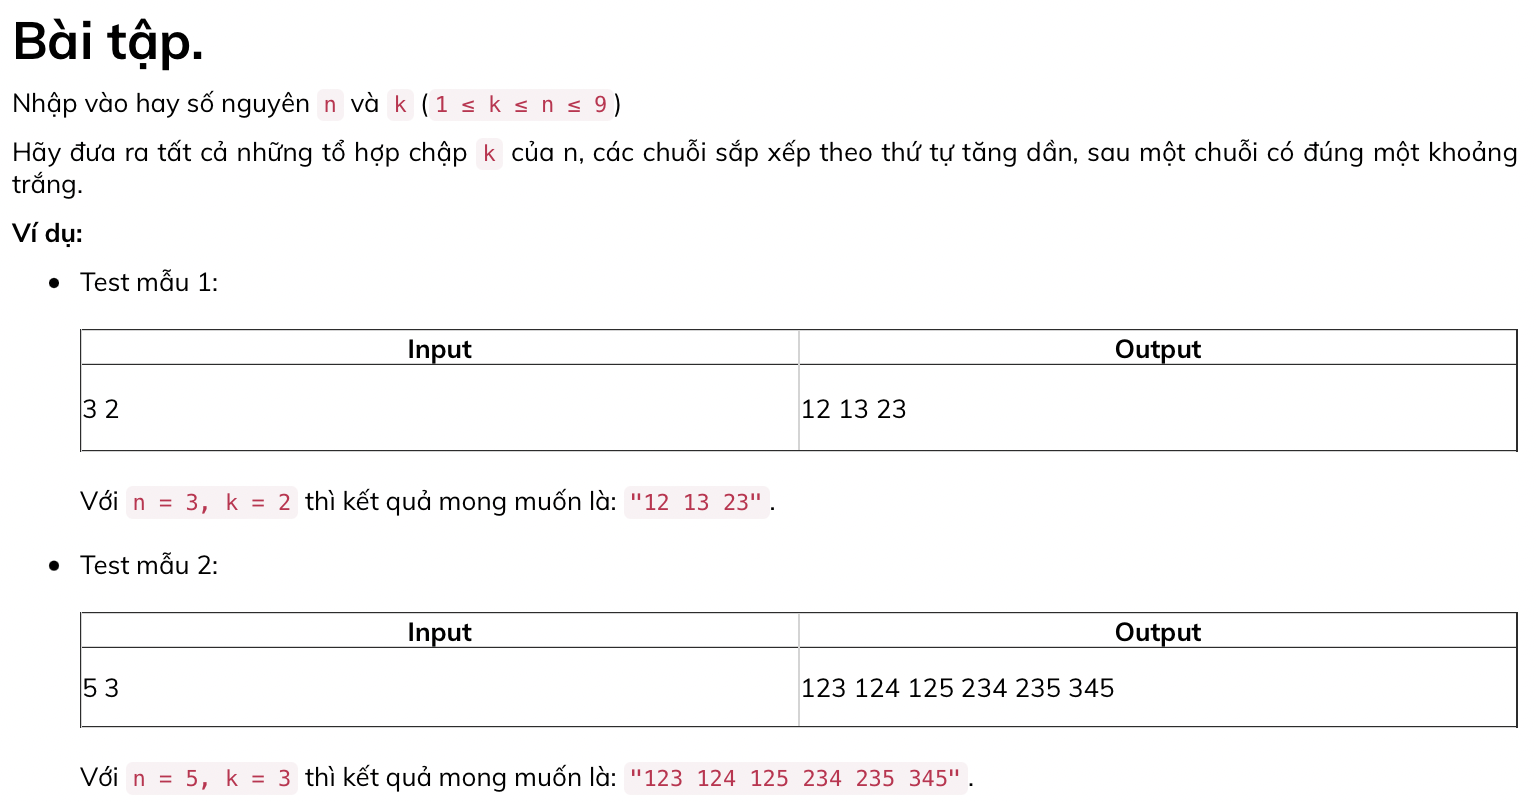 Bài tập.
Nhập vào hay số nguyên n và k ( 1 ≤ k ≤ n ≤ 9 )
Hãy đưa ra tất cả những tổ hợp chập k của n, các chuỗi sắp xếp theo thứ tự tăng dần, sau một chuỗi có đúng một khoảng
trắng.
Ví dụ:
Test mẫu 1:
Input Output
3 2 12 13 23
Với n = 3, k = 2 thì kết quả mong muốn là: "12 13 23".
Test mẫu 2:
Input Output
5 3 123 124 125 234 235 345
Với n = 5, k = 3 thì kết quả mong muốn là: "123 124 125 234 235 345".